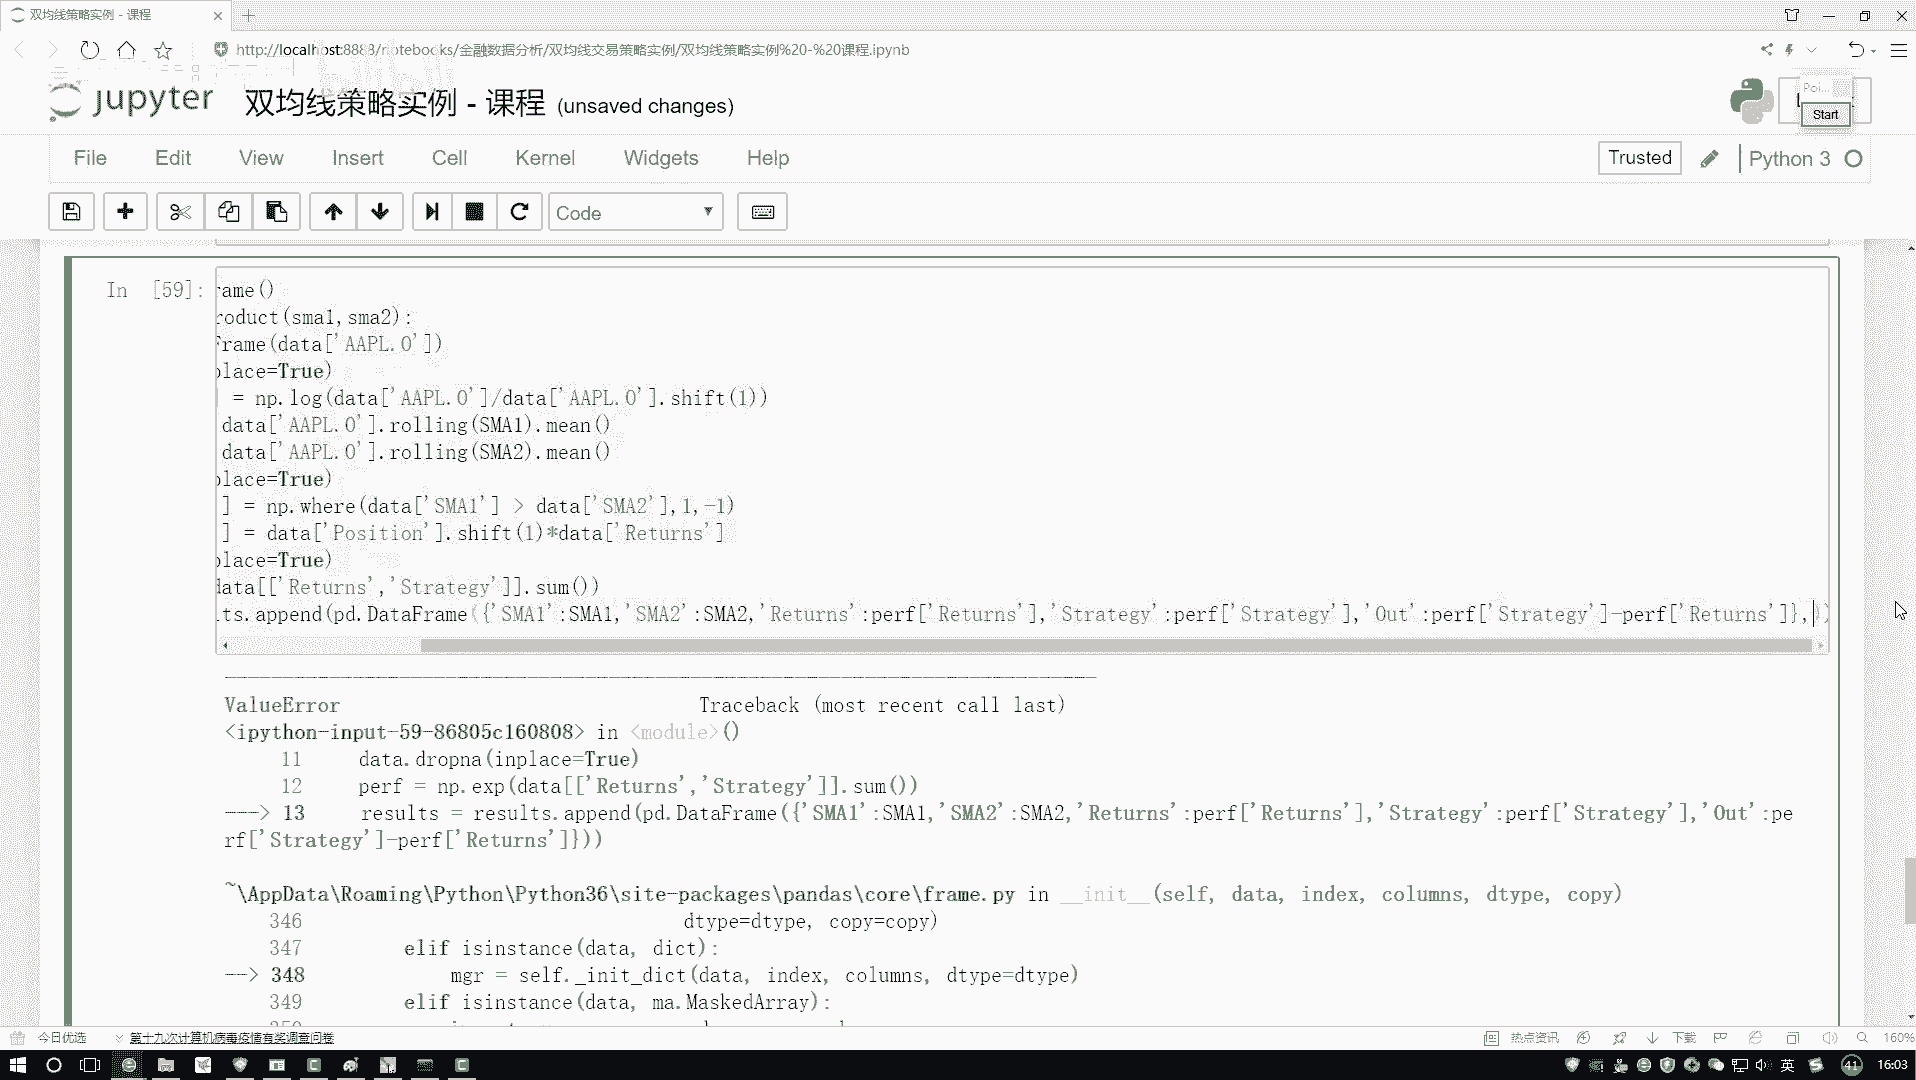 双均线策略实例 - 课程
http://localhost:8888/notebooks/金融数据分析/双均线交易策略实例/双均线策略实例%20-%20课程.ipynb
jupyter 双均线策略实例 - 课程 (unsaved changes)
Poi...
Start
File Edit View Insert Cell Kernel Widgets Help
Trusted Python 3
Code
In [59]:
rame()
roduct(sma1,sma2):
Frame(data['AAPL.O'])
place=True)
] = np.log(data['AAPL.O']/data['AAPL.O'].shift(1))
data['AAPL.O'].rolling(SMA1).mean()
data['AAPL.O'].rolling(SMA2).mean()
place=True)
] = np.where(data['SMA1'] > data['SMA2'],1,-1)
] = data['Position'].shift(1)*data['Returns']
place=True)
data[['Returns','Strategy']].sum())
lts.append(pd.DataFrame({'SMA1':SMA1,'SMA2':SMA2,'Returns':perf['Returns'],'Strategy':perf['Strategy'],'Out':perf['Strategy']-perf['Returns']},))
ValueError Traceback (most recent call last)
<ipython-input-59-86805c160808> in <module>()
11 data.dropna(inplace=True)
12 perf = np.exp(data[['Returns','Strategy']].sum())
---> 13 results = results.append(pd.DataFrame({'SMA1':SMA1,'SMA2':SMA2,'Returns':perf['Returns'],'Strategy':perf['Strategy'],'Out':pe
rf['Strategy']-perf['Returns']}))
~\AppData\Roaming\Python\Python36\site-packages\pandas\core\frame.py in __init__(self, data, index, columns, dtype, copy)
346 dtype=dtype, copy=copy)
347 elif isinstance(data, dict):
--> 348 mgr = self._init_dict(data, index, columns, dtype=dtype)
349 elif isinstance(data, ma.MaskedArray):
今日优选 第十九次计算机病毒疫情有奖调查问卷
热点资讯 下载 160%
英 41 16:03